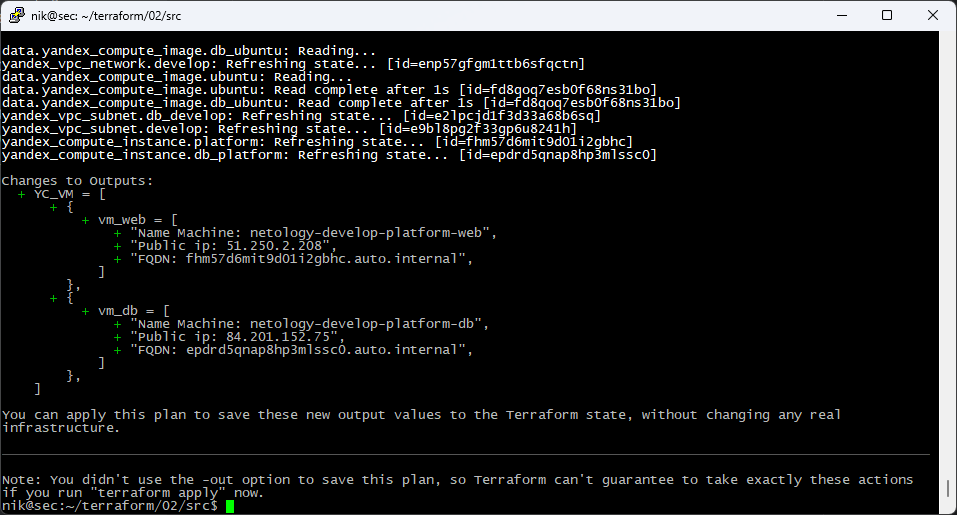 nik@sec: ~/terraform/02/src
data.yandex_compute_image.db_ubuntu: Reading...
yandex_vpc_network.develop: Refreshing state... [id=enp57gfgm1ttb6sfqctn]
data.yandex_compute_image.ubuntu: Reading...
data.yandex_compute_image.ubuntu: Read complete after 1s [id=fd8qoq7esb0f68ns31bo]
data.yandex_compute_image.db_ubuntu: Read complete after 1s [id=fd8qoq7esb0f68ns31bo]
yandex_vpc_subnet.db_develop: Refreshing state... [id=e2lpcjd1f3d33a68b6sq]
yandex_vpc_subnet.develop: Refreshing state... [id=e9bl8pg2f33gp6u8241h]
yandex_compute_instance.platform: Refreshing state... [id=fhm57d6mit9d01i2gbhc]
yandex_compute_instance.db_platform: Refreshing state... [id=epdrd5qnap8hp3mlssc0]
Changes to Outputs:
+ YC_VM = [
+ {
+ vm_web = [
+ "Name Machine: netology-develop-platform-web",
+ "Public ip: 51.250.2.208",
+ "FQDN: fhm57d6mit9d01i2gbhc.auto.internal",
]
},
+ {
+ vm_db = [
+ "Name Machine: netology-develop-platform-db",
+ "Public ip: 84.201.152.75",
+ "FQDN: epdrd5qnap8hp3mlssc0.auto.internal",
]
},
]
You can apply this plan to save these new output values to the Terraform state, without changing any real
infrastructure.
Note: You didn't use the -out option to save this plan, so Terraform can't guarantee to take exactly these actions
if you run "terraform apply" now.
nik@sec:~/terraform/02/src$